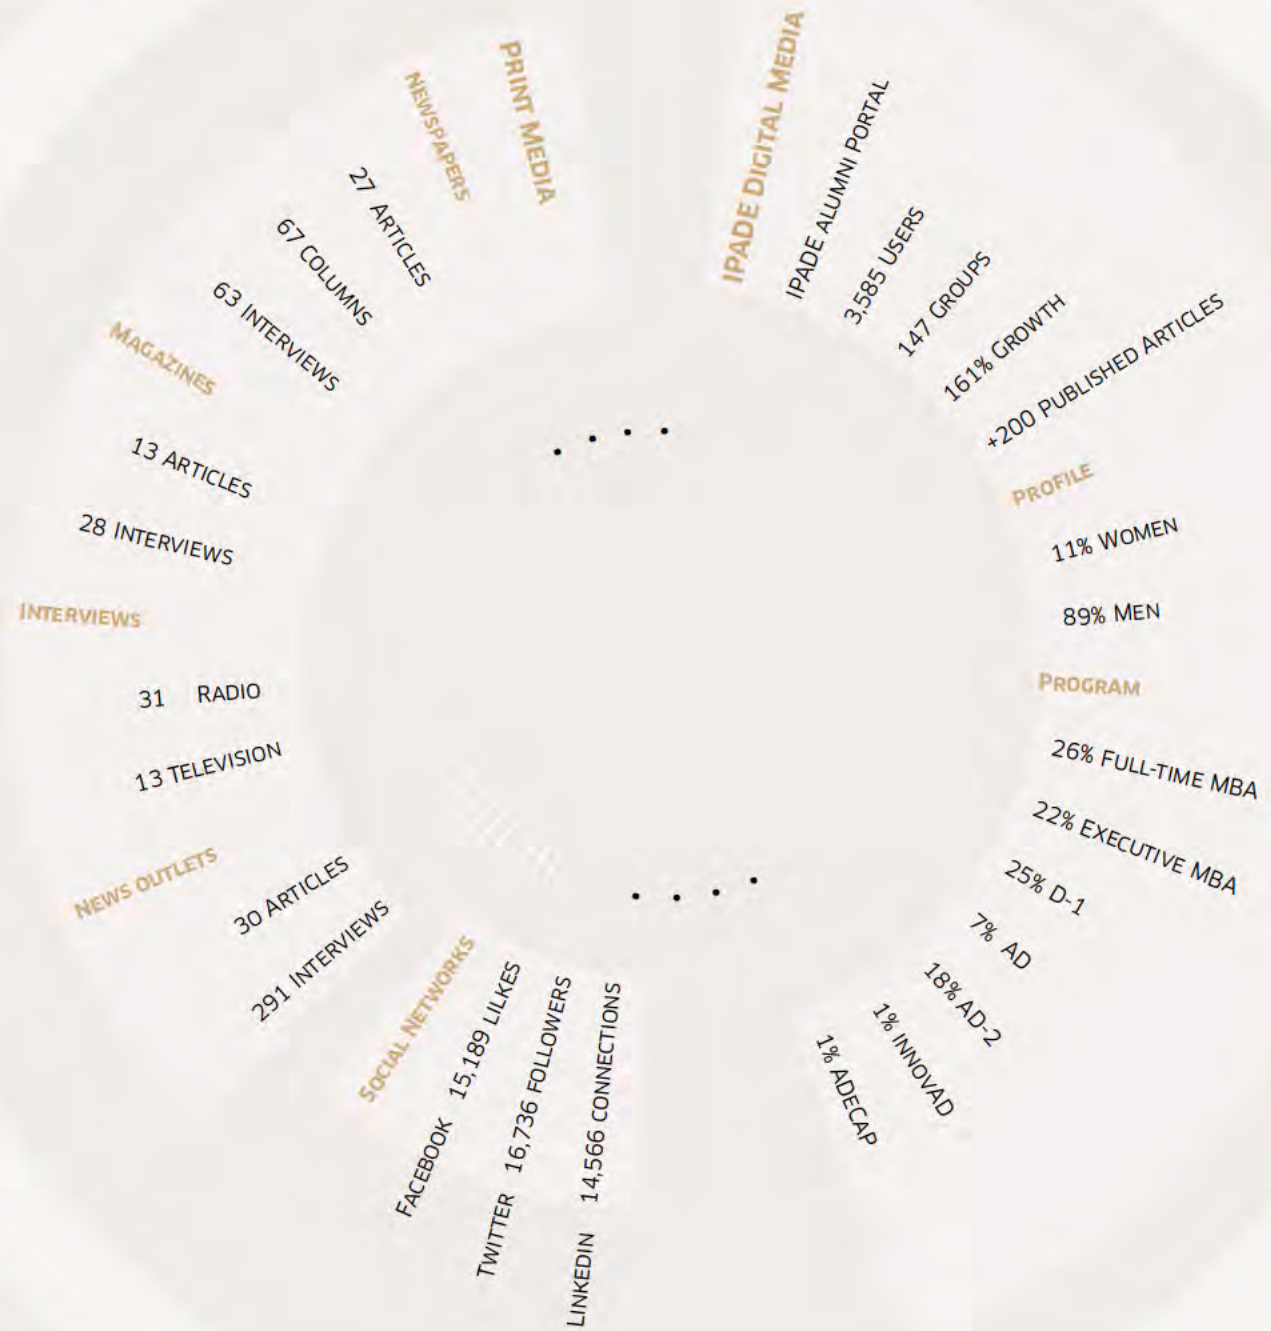 PRINT MEDIA
NEWSPAPERS
27 ARTICLES
67 COLUMNS
63 INTERVIEWS
MAGAZINES
13 ARTICLES
28 INTERVIEWS
INTERVIEWS
31 RADIO
13 TELEVISION
NEWS OUTLETS
30 ARTICLES
291 INTERVIEWS
SOCIAL NETWORKS
FACEBOOK 15,189 LILKES
TWITTER 16,736 FOLLOWERS
LINKEDIN 14,566 CONNECTIONS
IPADE DIGITAL MEDIA
IPADE ALUMNI PORTAL
3,585 USERS
147 GROUPS
161% GROWTH
+200 PUBLISHED ARTICLES
PROFILE
11% WOMEN
89% MEN
PROGRAM
26% FULL-TIME MBA
22% EXECUTIVE MBA
25% D-1
7% AD
18% AD-2
1% INNOVAD
1% ADECAP